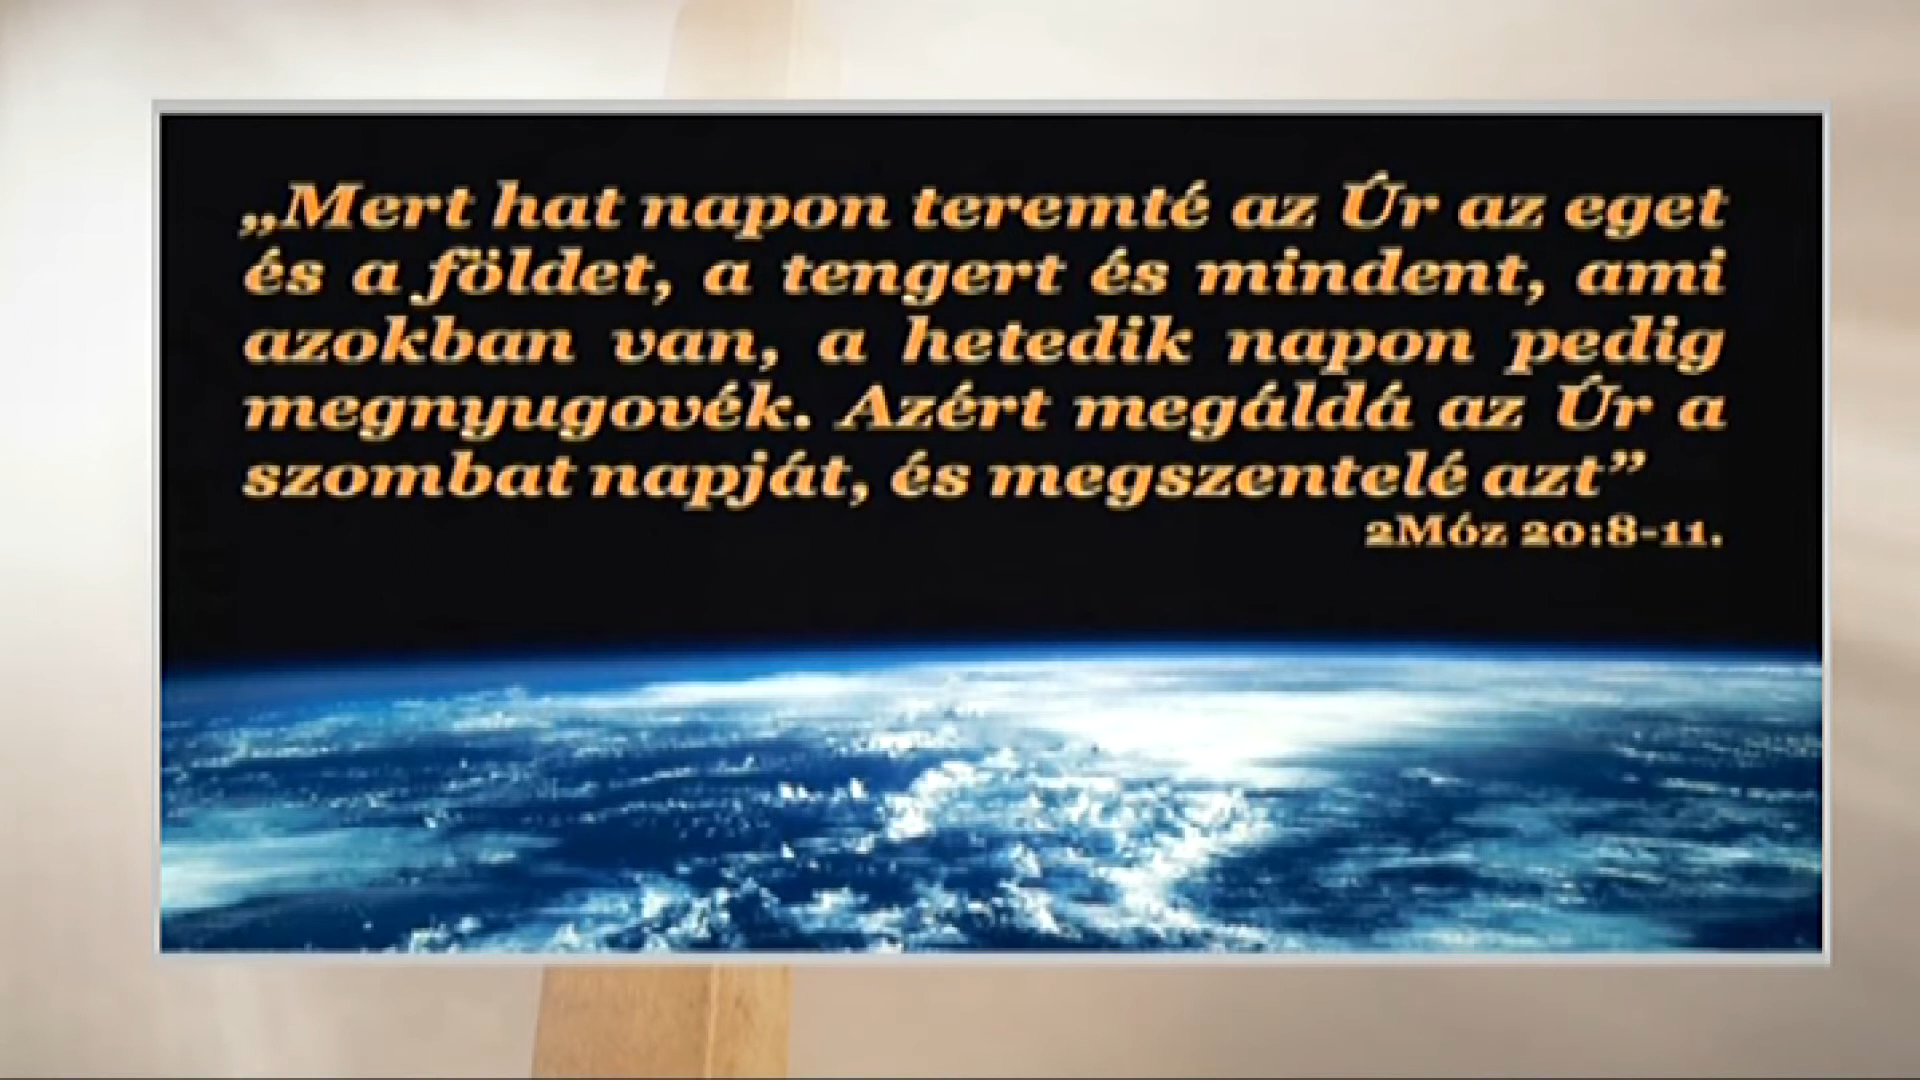 „Mert hat napon teremté az Úr az eget
és a földet, a tengert és mindent, ami
azokban van, a hetedik napon pedig
megnyugovék. Azért megáldá az Úr a
szombat napját, és megszentelé azt”
2Móz 20:8-11.